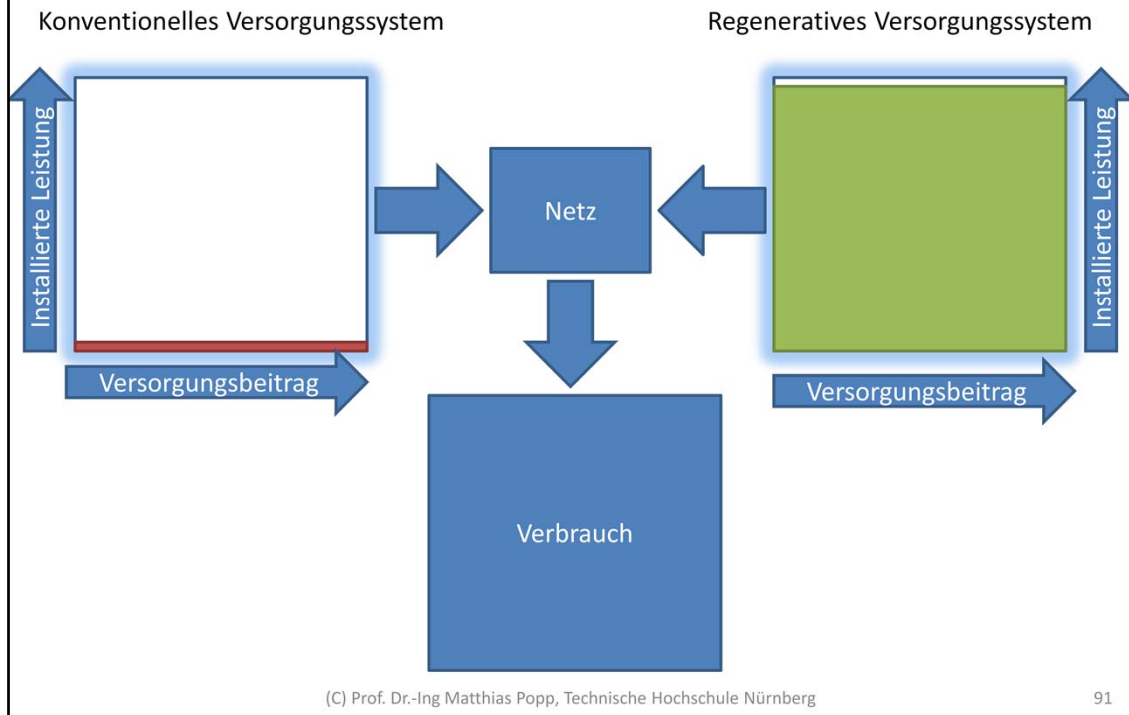 Konventionelles Versorgungssystem
Regeneratives Versorgungssystem
Installierte Leistung
Versorgungsbeitrag
Netz
Installierte Leistung
Versorgungsbeitrag
Verbrauch
(C) Prof. Dr.-Ing Matthias Popp, Technische Hochschule Nürnberg
91